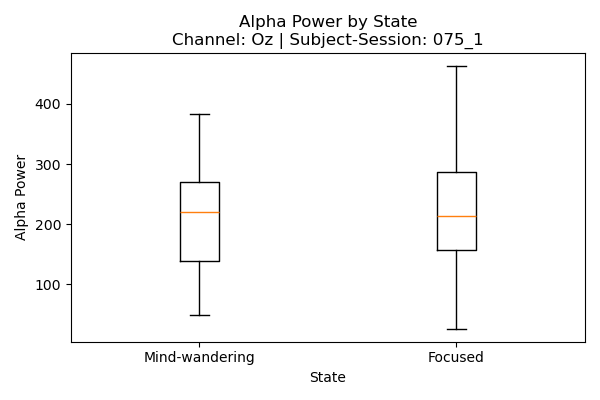 Alpha Power by State
Channel: Oz | Subject-Session: 075_1
Alpha Power
400
300
200
100
Mind-wandering
Focused
State